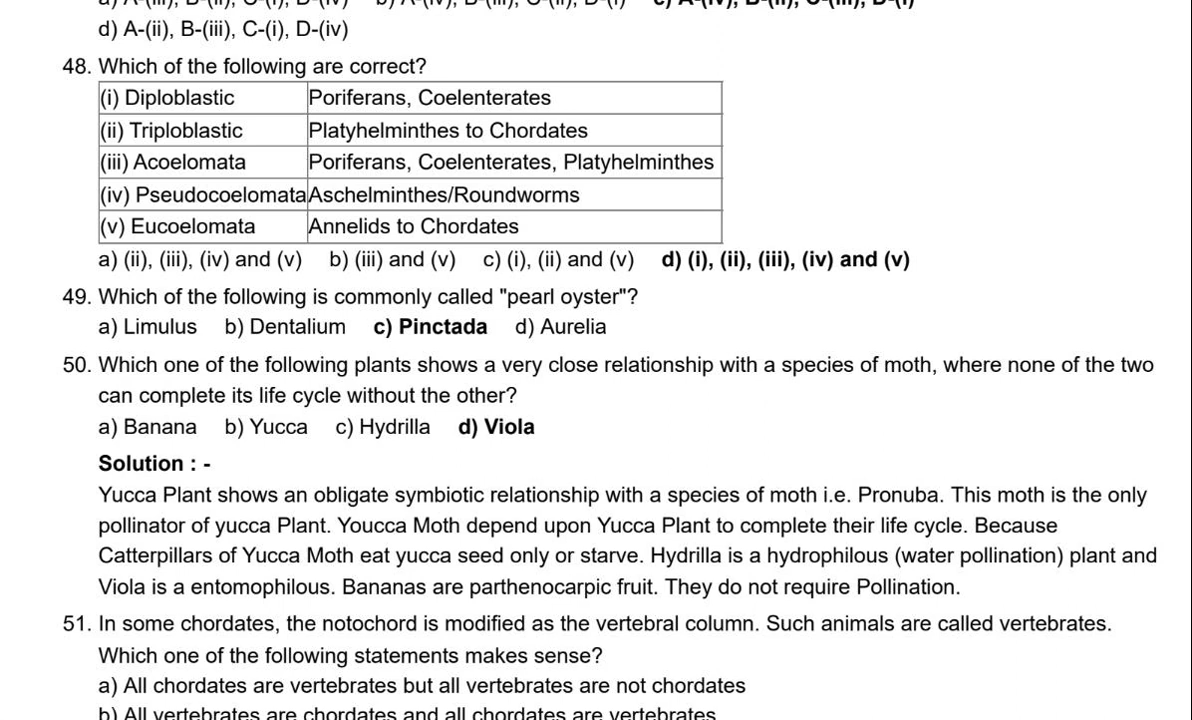 d) A-(ii), B-(iii), C-(i), D-(iv)
48. Which of the following are correct?
(i) Diploblastic Poriferans, Coelenterates
(ii) Triploblastic Platyhelminthes to Chordates
(iii) Acoelomata Poriferans, Coelenterates, Platyhelminthes
(iv) Pseudocoelomata Aschelminthes/Roundworms
(v) Eucoelomata Annelids to Chordates
a) (ii), (iii), (iv) and (v) b) (iii) and (v) c) (i), (ii) and (v) d) (i), (ii), (iii), (iv) and (v)
49. Which of the following is commonly called "pearl oyster"?
a) Limulus b) Dentalium c) Pinctada d) Aurelia
50. Which one of the following plants shows a very close relationship with a species of moth, where none of the two
can complete its life cycle without the other?
a) Banana b) Yucca c) Hydrilla d) Viola
Solution : -
Yucca Plant shows an obligate symbiotic relationship with a species of moth i.e. Pronuba. This moth is the only
pollinator of yucca Plant. Youcca Moth depend upon Yucca Plant to complete their life cycle. Because
Catterpillars of Yucca Moth eat yucca seed only or starve. Hydrilla is a hydrophilous (water pollination) plant and
Viola is a entomophilous. Bananas are parthenocarpic fruit. They do not require Pollination.
51. In some chordates, the notochord is modified as the vertebral column. Such animals are called vertebrates.
Which one of the following statements makes sense?
a) All chordates are vertebrates but all vertebrates are not chordates
b) All vertebrates are chordates and all chordates are vertebrates